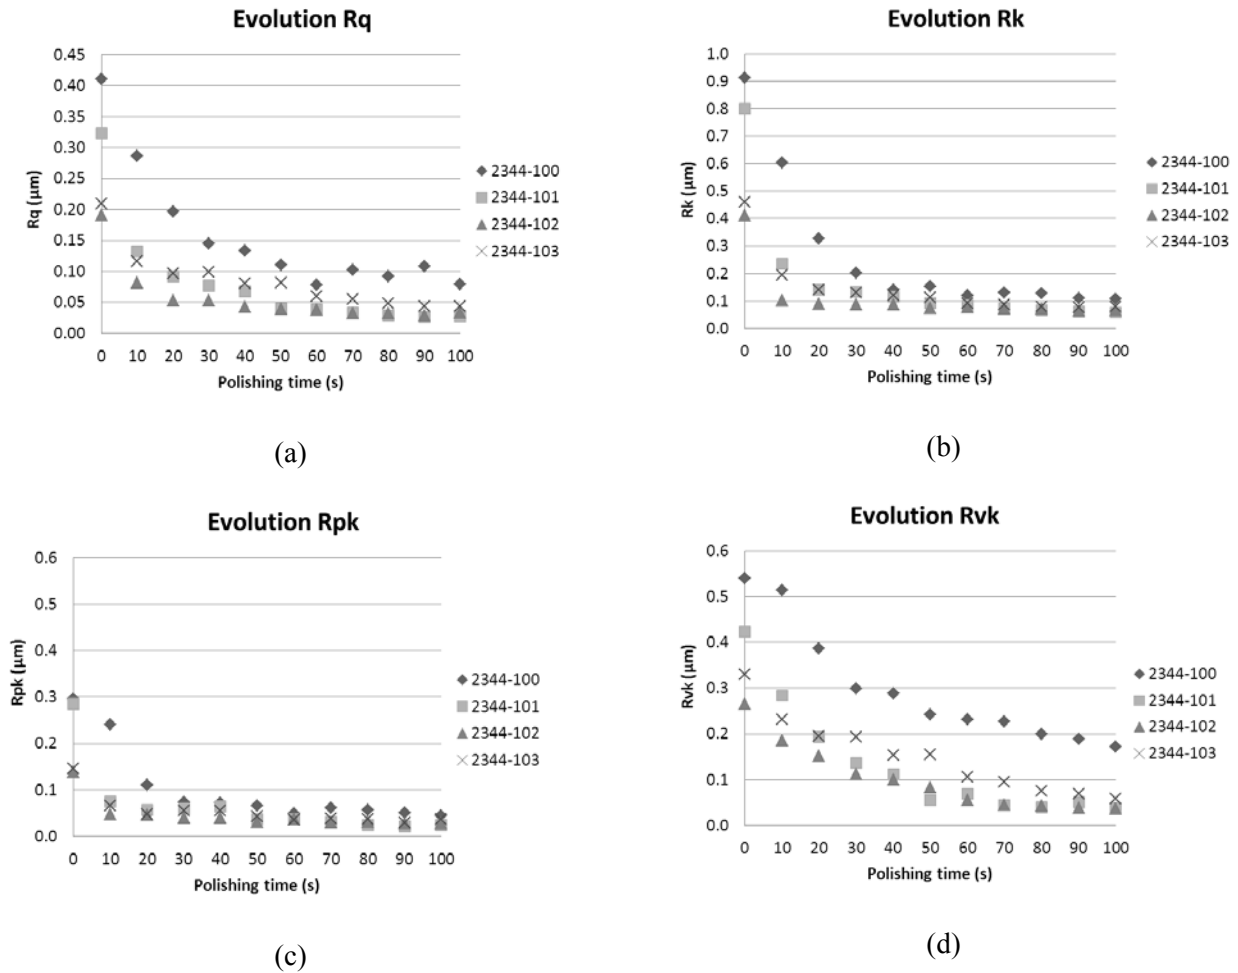 Evolution Rq
0.45
0.40
0.35
0.30
0.25
0.20
0.15
0.10
0.05
0.00
Rq (µm)
0 10 20 30 40 50 60 70 80 90 100
Polishing time (s)
2344-100
2344-101
2344-102
2344-103
(a)
Evolution Rk
1.0
0.9
0.8
0.7
0.6
0.5
0.4
0.3
0.2
0.1
0.0
Rk (µm)
0 10 20 30 40 50 60 70 80 90 100
Polishing time (s)
2344-100
2344-101
2344-102
2344-103
(b)
Evolution Rpk
0.6
0.5
0.4
0.3
0.2
0.1
0.0
Rpk (µm)
0 10 20 30 40 50 60 70 80 90 100
Polishing time (s)
2344-100
2344-101
2344-102
2344-103
(c)
Evolution Rvk
0.6
0.5
0.4
0.3
0.2
0.1
0.0
Rvk (µm)
0 10 20 30 40 50 60 70 80 90 100
Polishing time (s)
2344-100
2344-101
2344-102
2344-103
(d)